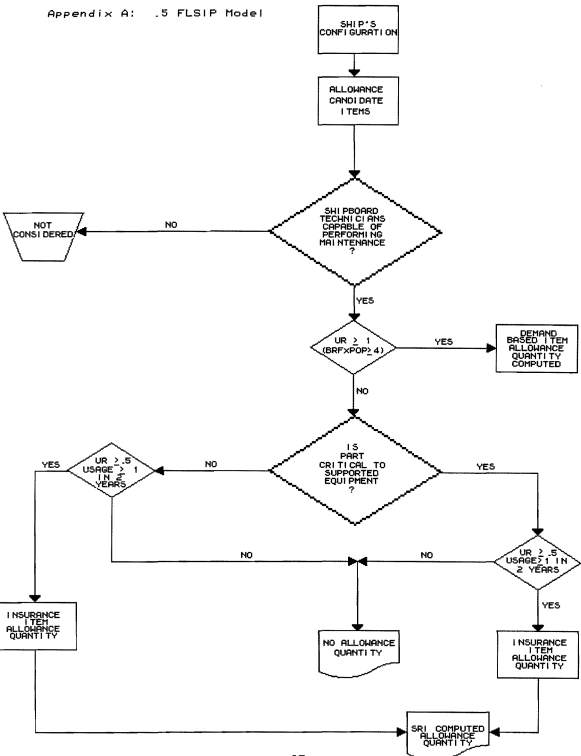 Appendix A: .5 FLSIP Model
SHIP'S
CONFIGURATION
ALLOWANCE
CANDIDATE
ITEMS
SHIPBOARD
TECHNICIANS
CAPABLE OF
PERFORMING
MAINTENANCE
?
NO
NOT
CONSIDERED
YES
UR ≥ 1
(BRFxPOP≥4)
YES
DEMAND
BASED ITEM
ALLOWANCE
QUANTITY
COMPUTED
NO
IS
PART
CRITICAL TO
SUPPORTED
EQUIPMENT
?
NO
YES
UR ≥ .5
USAGE ≥ 1
IN 2
YEARS
YES
NO
NO
UR ≥ .5
USAGE≥1 IN
2 YEARS
YES
INSURANCE
ITEM
ALLOWANCE
QUANTITY
NO ALLOWANCE
QUANTITY
INSURANCE
ITEM
ALLOWANCE
QUANTITY
SRI COMPUTED
ALLOWANCE
QUANTITY